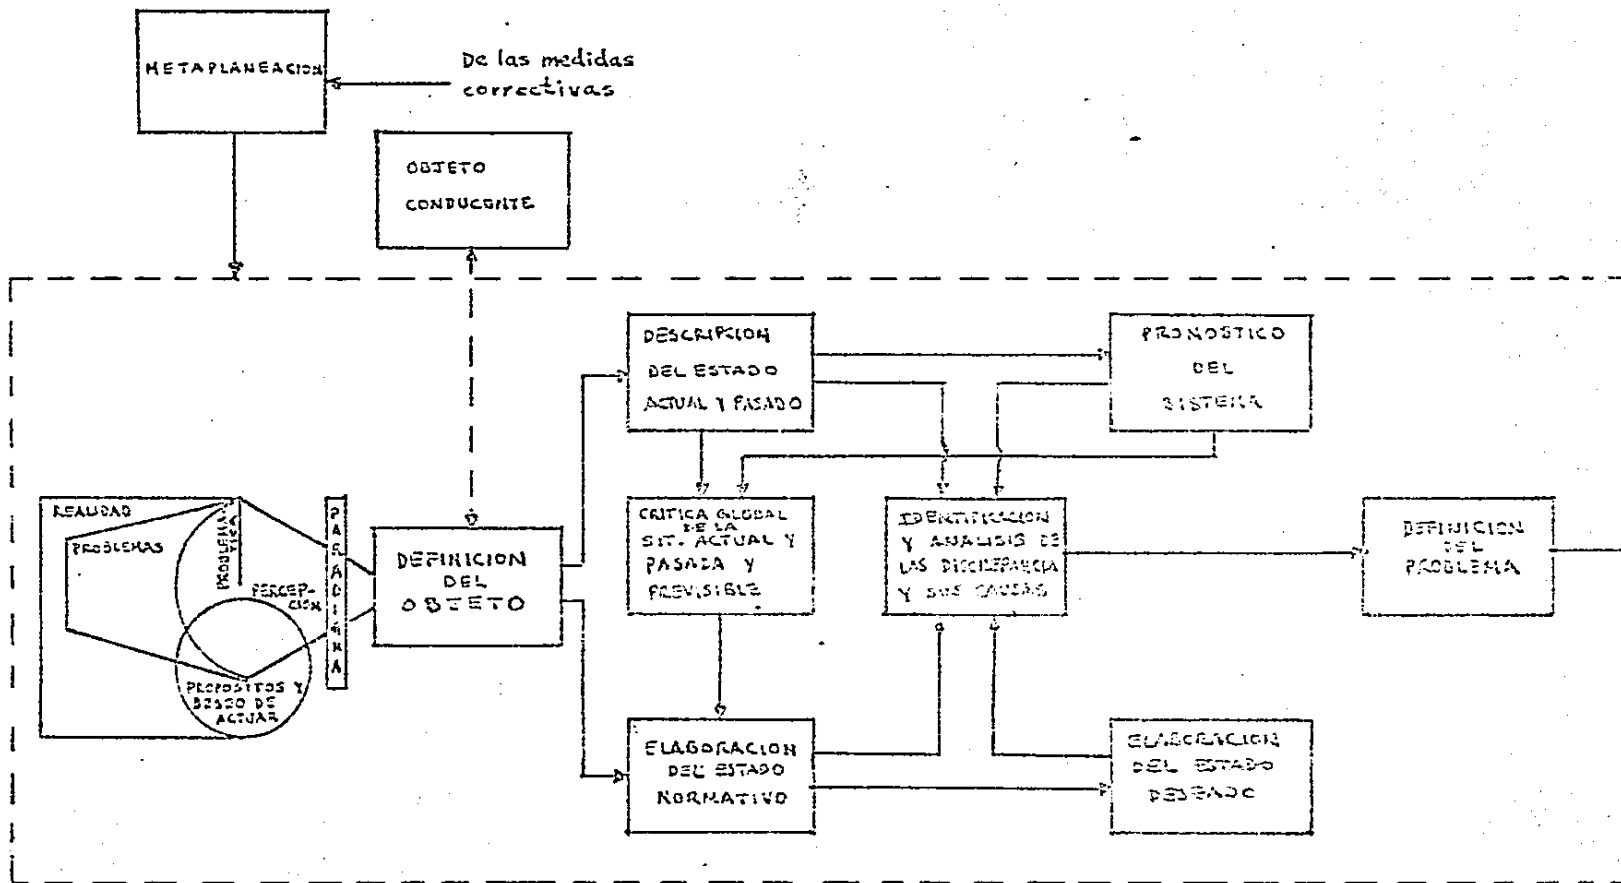 METAPLANEACION
De las medidas
correctivas
OBJETO
CONDUCENTE
DESCRIPCION
DEL ESTADO
ACTUAL Y PASADO
PRONOSTICO
DEL
SISTEMA
REALIDAD
PROBLEMAS
PROBLEMA
TICA
PERCEP-
CION
PROPOSITOS Y
DESEO DE
ACTUAR
PARADIGMA
DEFINICION
DEL
OBJETO
CRITICA GLOBAL
DE LA
SIT. ACTUAL Y
PASADA Y
PREVISIBLE
IDENTIFICACION
Y ANALISIS DE
LAS DISCREPANCIA
Y SUS CAUSAS
DEFINICION
DEL
PROBLEMA
ELABORACION
DEL ESTADO
NORMATIVO
ELABORACION
DEL ESTADO
DESEADO